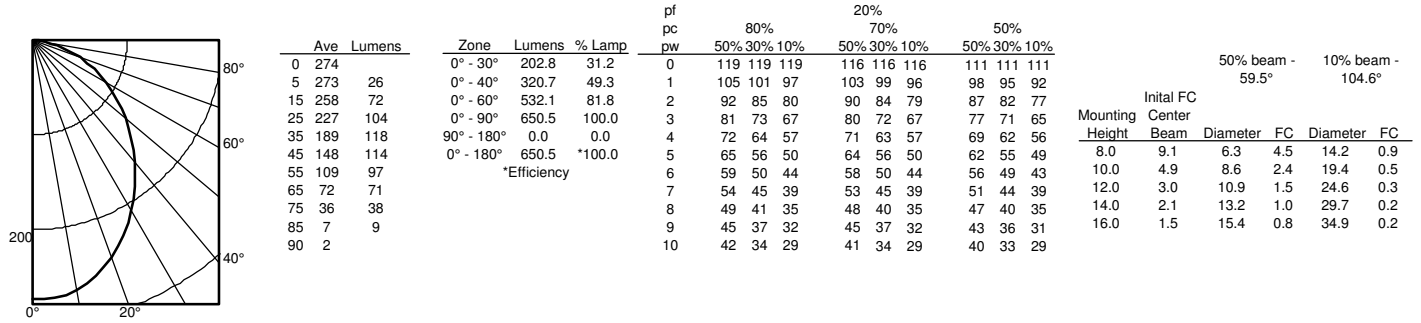 80°
60°
40°
200
0° 20°
Ave Lumens
0 274
5 273 26
15 258 72
25 227 104
35 189 118
45 148 114
55 109 97
65 72 71
75 36 38
85 7 9
90 2
Zone Lumens % Lamp
0° - 30° 202.8 31.2
0° - 40° 320.7 49.3
0° - 60° 532.1 81.8
0° - 90° 650.5 100.0
90° - 180° 0.0 0.0
0° - 180° 650.5 *100.0
*Efficiency
pf 20%
pc 80% 70% 50%
pw 50% 30% 10% 50% 30% 10% 50% 30% 10%
0 119 119 119 116 116 116 111 111 111
1 105 101 97 103 99 96 98 95 92
2 92 85 80 90 84 79 87 82 77
3 81 73 67 80 72 67 77 71 65
4 72 64 57 71 63 57 69 62 56
5 65 56 50 64 56 50 62 55 49
6 59 50 44 58 50 44 56 49 43
7 54 45 39 53 45 39 51 44 39
8 49 41 35 48 40 35 47 40 35
9 45 37 32 45 37 32 43 36 31
10 42 34 29 41 34 29 40 33 29
50% beam - 10% beam -
59.5° 104.6°
Inital FC
Mounting Center
Height Beam Diameter FC Diameter FC
8.0 9.1 6.3 4.5 14.2 0.9
10.0 4.9 8.6 2.4 19.4 0.5
12.0 3.0 10.9 1.5 24.6 0.3
14.0 2.1 13.2 1.0 29.7 0.2
16.0 1.5 15.4 0.8 34.9 0.2